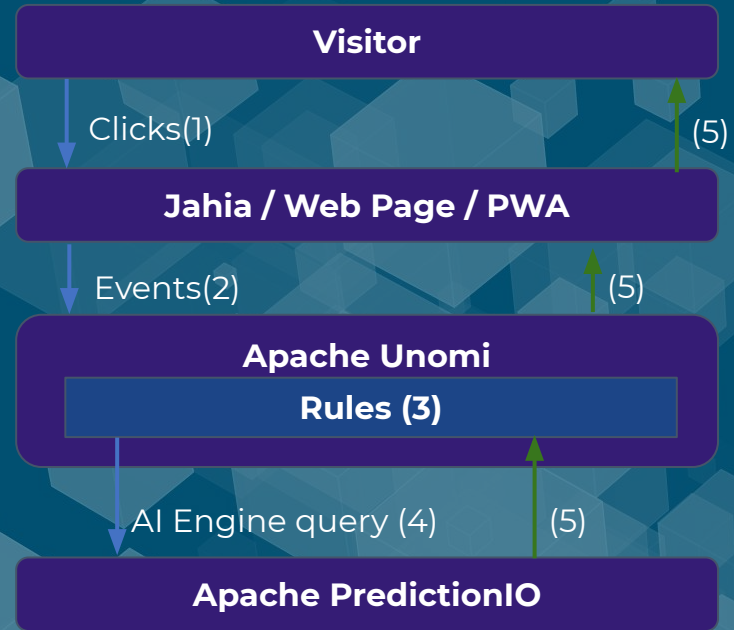 Visitor
Clicks(1)
(5)
Jahia / Web Page / PWA
Events(2)
(5)
Apache Unomi
Rules (3)
AI Engine query (4)
(5)
Apache PredictionIO